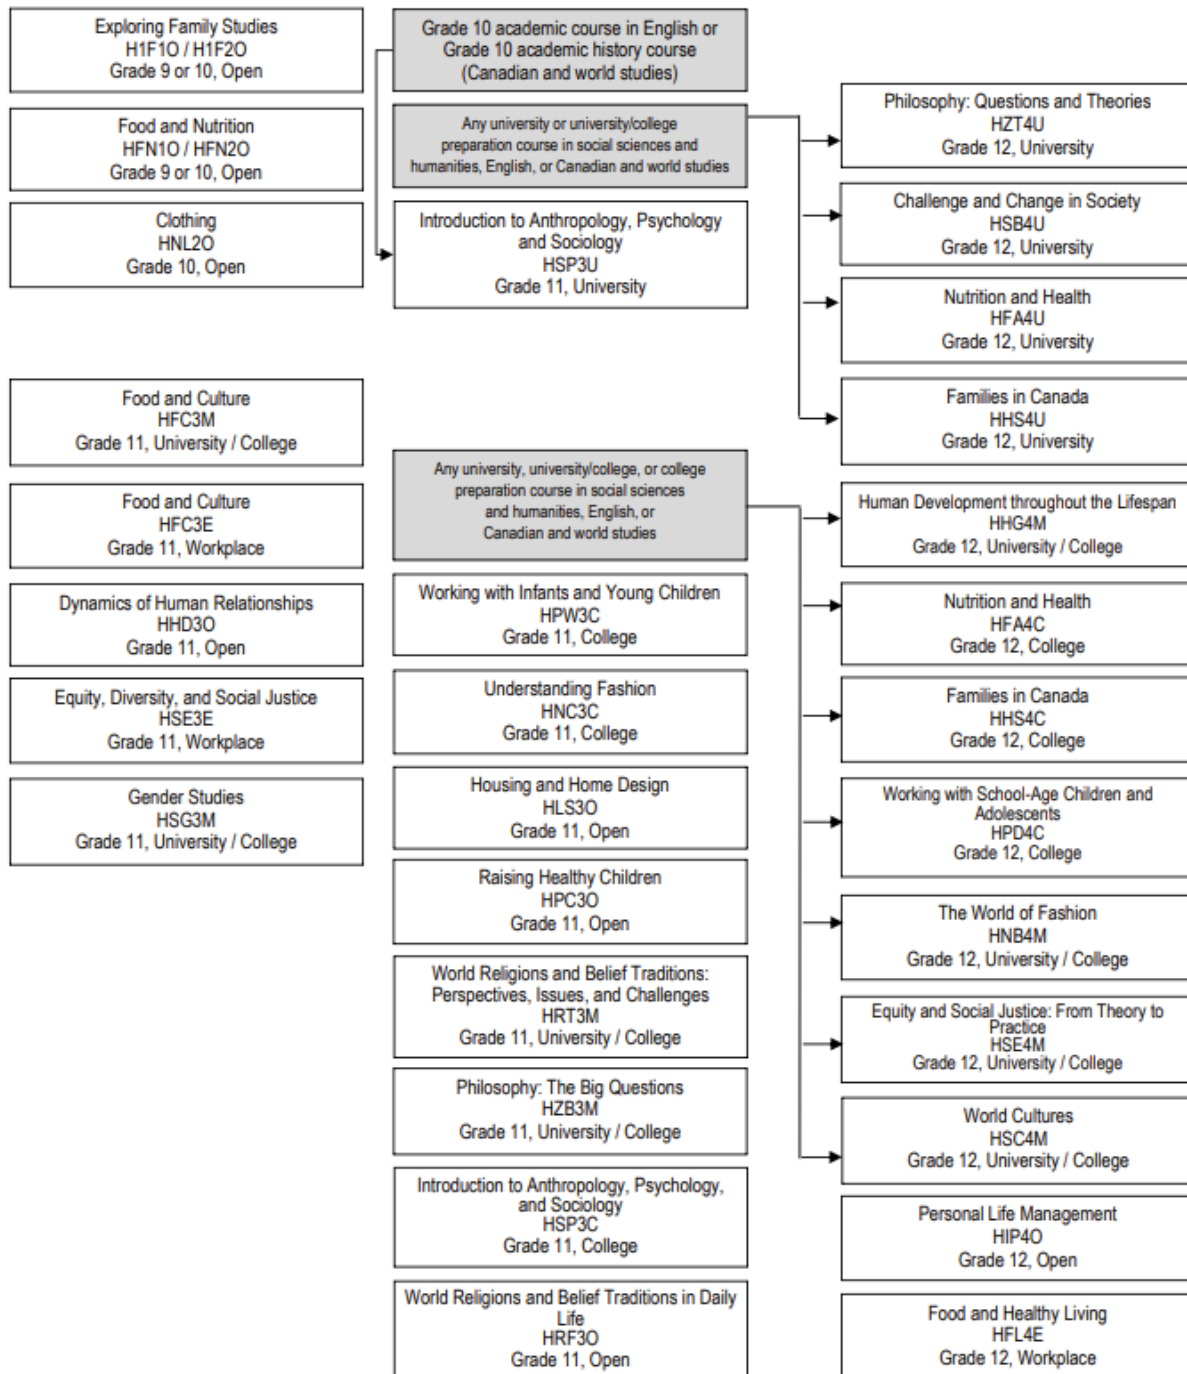 Exploring Family Studies
H1F1O / H1F2O
Grade 9 or 10, Open
Food and Nutrition
HFN1O / HFN2O
Grade 9 or 10, Open
Clothing
HNL2O
Grade 10, Open
Food and Culture
HFC3M
Grade 11, University / College
Food and Culture
HFC3E
Grade 11, Workplace
Dynamics of Human Relationships
HHD3O
Grade 11, Open
Equity, Diversity, and Social Justice
HSE3E
Grade 11, Workplace
Gender Studies
HSG3M
Grade 11, University / College
Grade 10 academic course in English or
Grade 10 academic history course
(Canadian and world studies)
Any university or university/college
preparation course in social sciences and
humanities, English, or Canadian and world studies
Introduction to Anthropology, Psychology
and Sociology
HSP3U
Grade 11, University
Any university, university/college, or college
preparation course in social sciences
and humanities, English, or
Canadian and world studies
Working with Infants and Young Children
HPW3C
Grade 11, College
Understanding Fashion
HNC3C
Grade 11, College
Housing and Home Design
HLS3O
Grade 11, Open
Raising Healthy Children
HPC3O
Grade 11, Open
World Religions and Belief Traditions:
Perspectives, Issues, and Challenges
HRT3M
Grade 11, University / College
Philosophy: The Big Questions
HZB3M
Grade 11, University / College
Introduction to Anthropology, Psychology,
and Sociology
HSP3C
Grade 11, College
World Religions and Belief Traditions in Daily
Life
HRF3O
Grade 11, Open
Philosophy: Questions and Theories
HZT4U
Grade 12, University
Challenge and Change in Society
HSB4U
Grade 12, University
Nutrition and Health
HFA4U
Grade 12, University
Families in Canada
HHS4U
Grade 12, University
Human Development throughout the Lifespan
HHG4M
Grade 12, University / College
Nutrition and Health
HFA4C
Grade 12, College
Families in Canada
HHS4C
Grade 12, College
Working with School-Age Children and
Adolescents
HPD4C
Grade 12, College
The World of Fashion
HNB4M
Grade 12, University / College
Equity and Social Justice: From Theory to
Practice
HSE4M
Grade 12, University / College
World Cultures
HSC4M
Grade 12, University / College
Personal Life Management
HIP4O
Grade 12, Open
Food and Healthy Living
HFL4E
Grade 12, Workplace